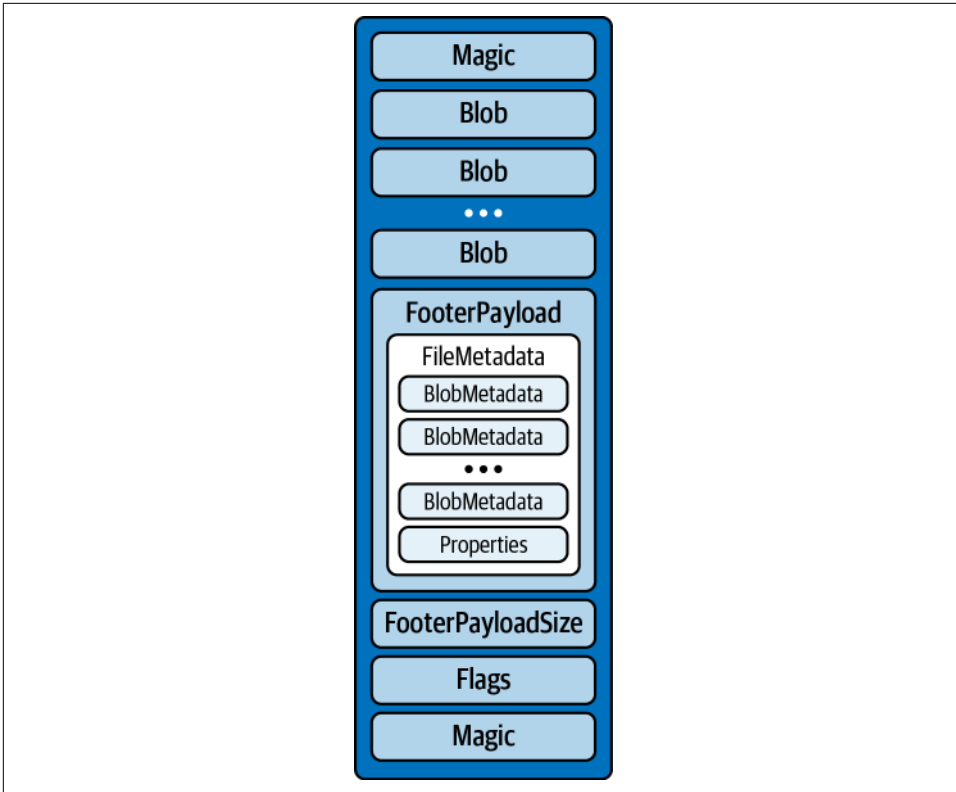 Magic
Blob
Blob
...
Blob
FooterPayload
FileMetadata
BlobMetadata
BlobMetadata
...
BlobMetadata
Properties
FooterPayloadSize
Flags
Magic